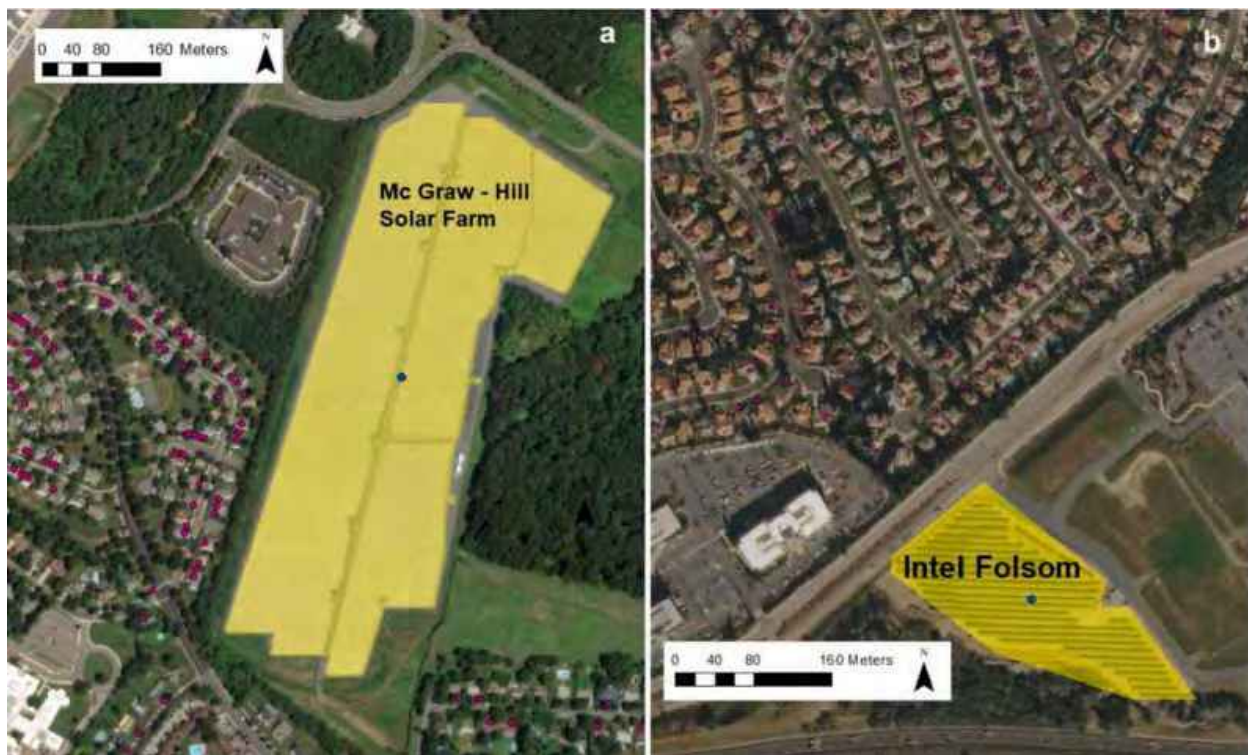 0 40 80 160 Meters
N
a
Mc Graw - Hill
Solar Farm
b
Intel Folsom
0 40 80 160 Meters
N